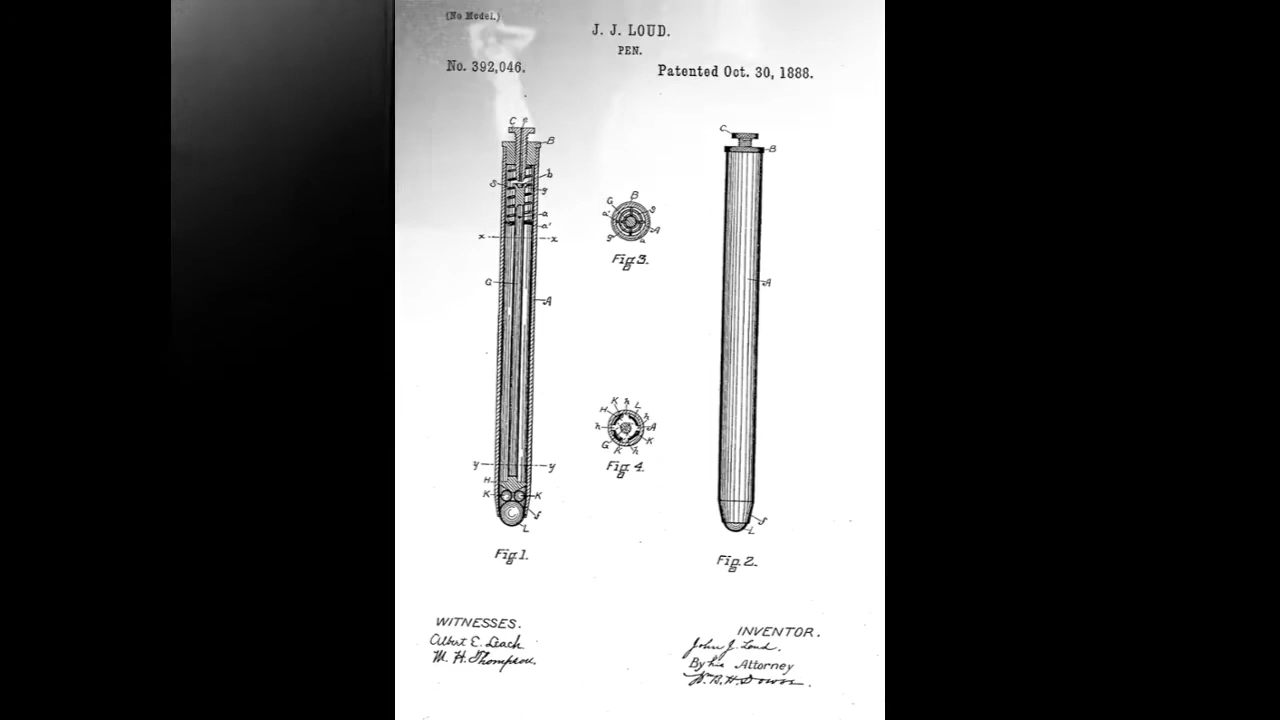 (No Model.)
J. J. LOUD.
PEN.
No. 392,046.
Patented Oct. 30, 1888.
C
B
S
b
g
a
a'
x
x
G
A
y
y
H
K
K
s
L
Fig. 1.
B
G
g
A
g
a
Fig. 3.
K
h
L
H
h
h
A
G
K
K
h
Fig. 4.
C
B
A
s
L
Fig. 2.
WITNESSES.
Albert E. Leach
M. H. Thompson.
INVENTOR.
John J. Loud.
By his Attorney